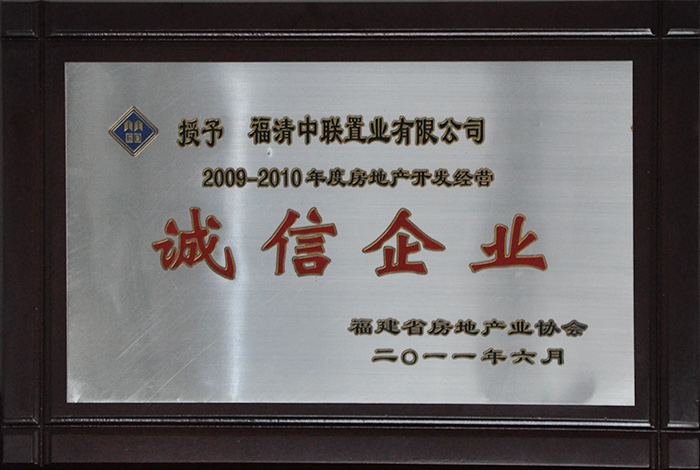 授予 福清中联置业有限公司
2009-2010年度房地产开发经营
诚信企业
福建省房地产业协会
二〇一一年六月